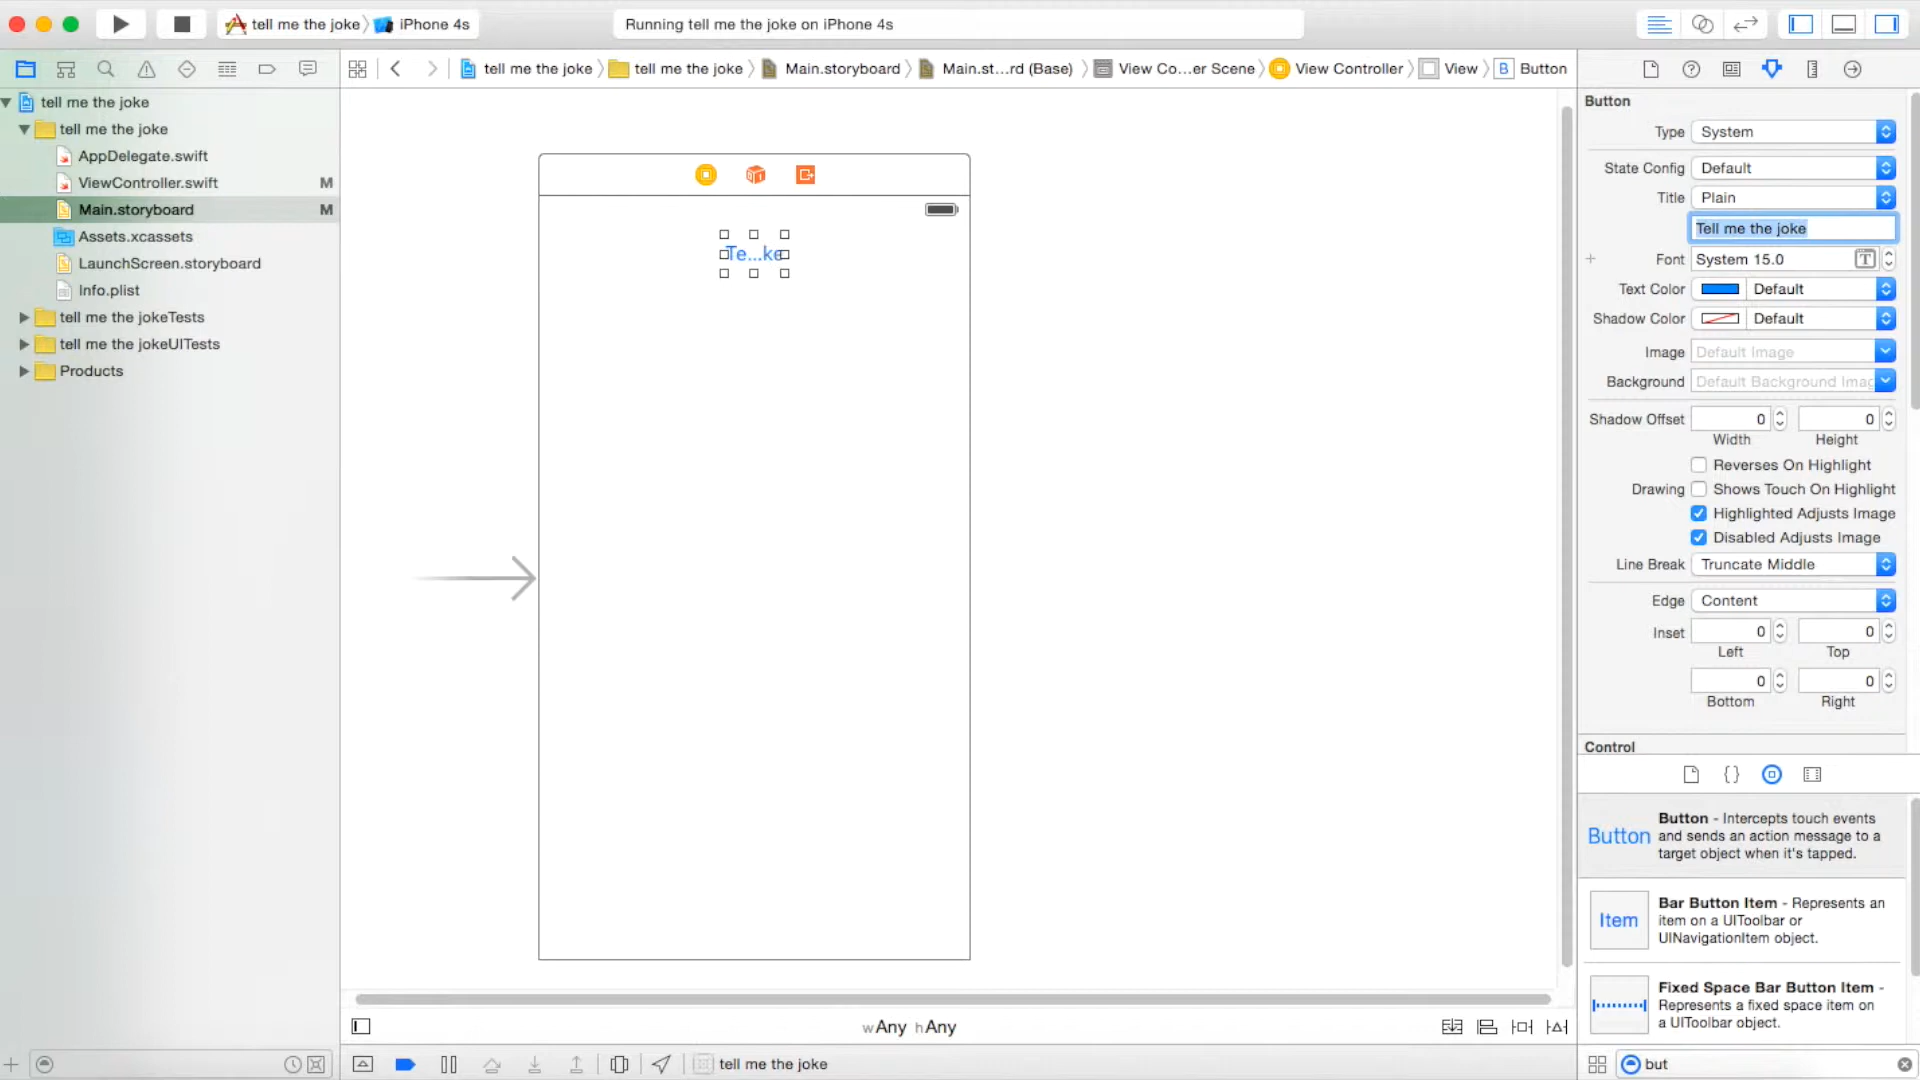 tell me the joke
iPhone 4s
Running tell me the joke on iPhone 4s
tell me the joke
tell me the joke
Main.storyboard
Main.st...rd (Base)
View Co...er Scene
View Controller
View
B Button
tell me the joke
tell me the joke
AppDelegate.swift
ViewController.swift M
Main.storyboard M
Assets.xcassets
LaunchScreen.storyboard
Info.plist
tell me the jokeTests
tell me the jokeUITests
Products
Te...ke
wAny hAny
tell me the joke
Button
Type System
State Config Default
Title Plain
Tell me the joke
Font System 15.0 T
Text Color Default
Shadow Color Default
Image Default Image
Background Default Background Imag
Shadow Offset 0 0
Width Height
Reverses On Highlight
Drawing Shows Touch On Highlight
Highlighted Adjusts Image
Disabled Adjusts Image
Line Break Truncate Middle
Edge Content
Inset 0 0
Left Top
0 0
Bottom Right
Control
Button
Button - Intercepts touch events
and sends an action message to a
target object when it's tapped.
Item
Bar Button Item - Represents an
item on a UIToolbar or
UINavigationItem object.
Fixed Space Bar Button Item -
Represents a fixed space item on
a UIToolbar object.
but